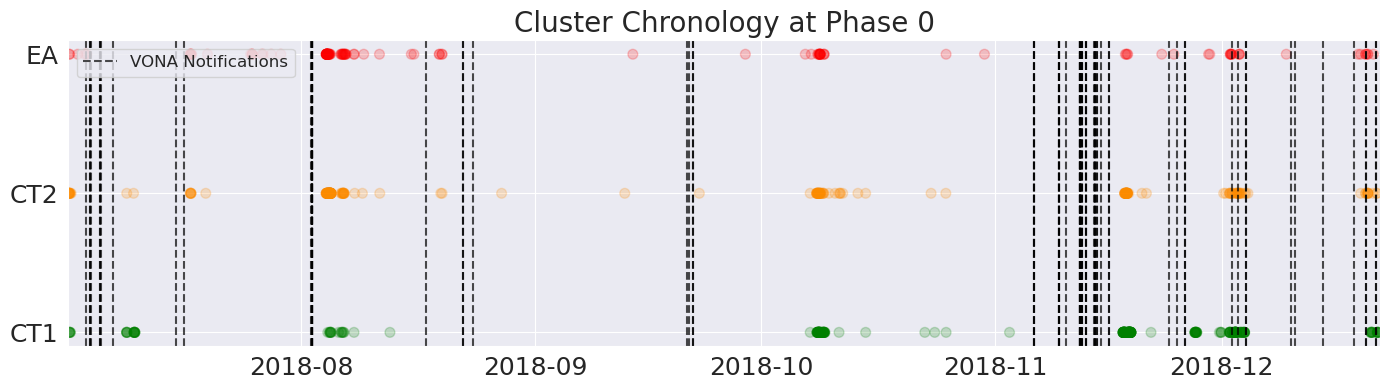 Cluster Chronology at Phase 0
EA
VONA Notifications
CT2
CT1
2018-08
2018-09
2018-10
2018-11
2018-12